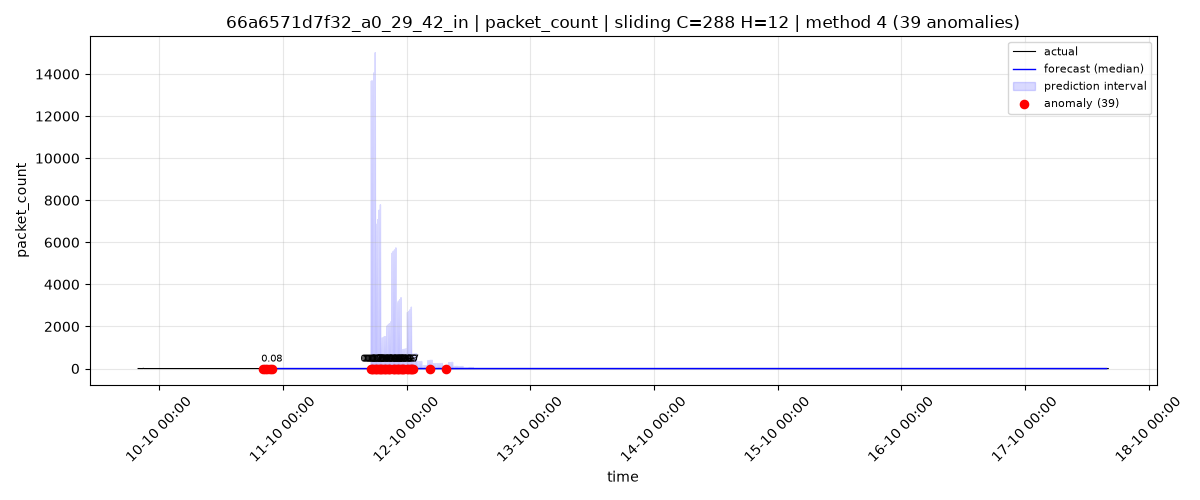 66a6571d7f32_a0_29_42_in | packet_count | sliding C=288 H=12 | method 4 (39 anomalies)
actual
forecast (median)
prediction interval
anomaly (39)
14000
12000
10000
8000
6000
4000
2000
0
packet_count
0.08
10-10 00:00
11-10 00:00
12-10 00:00
13-10 00:00
14-10 00:00
15-10 00:00
16-10 00:00
17-10 00:00
18-10 00:00
time